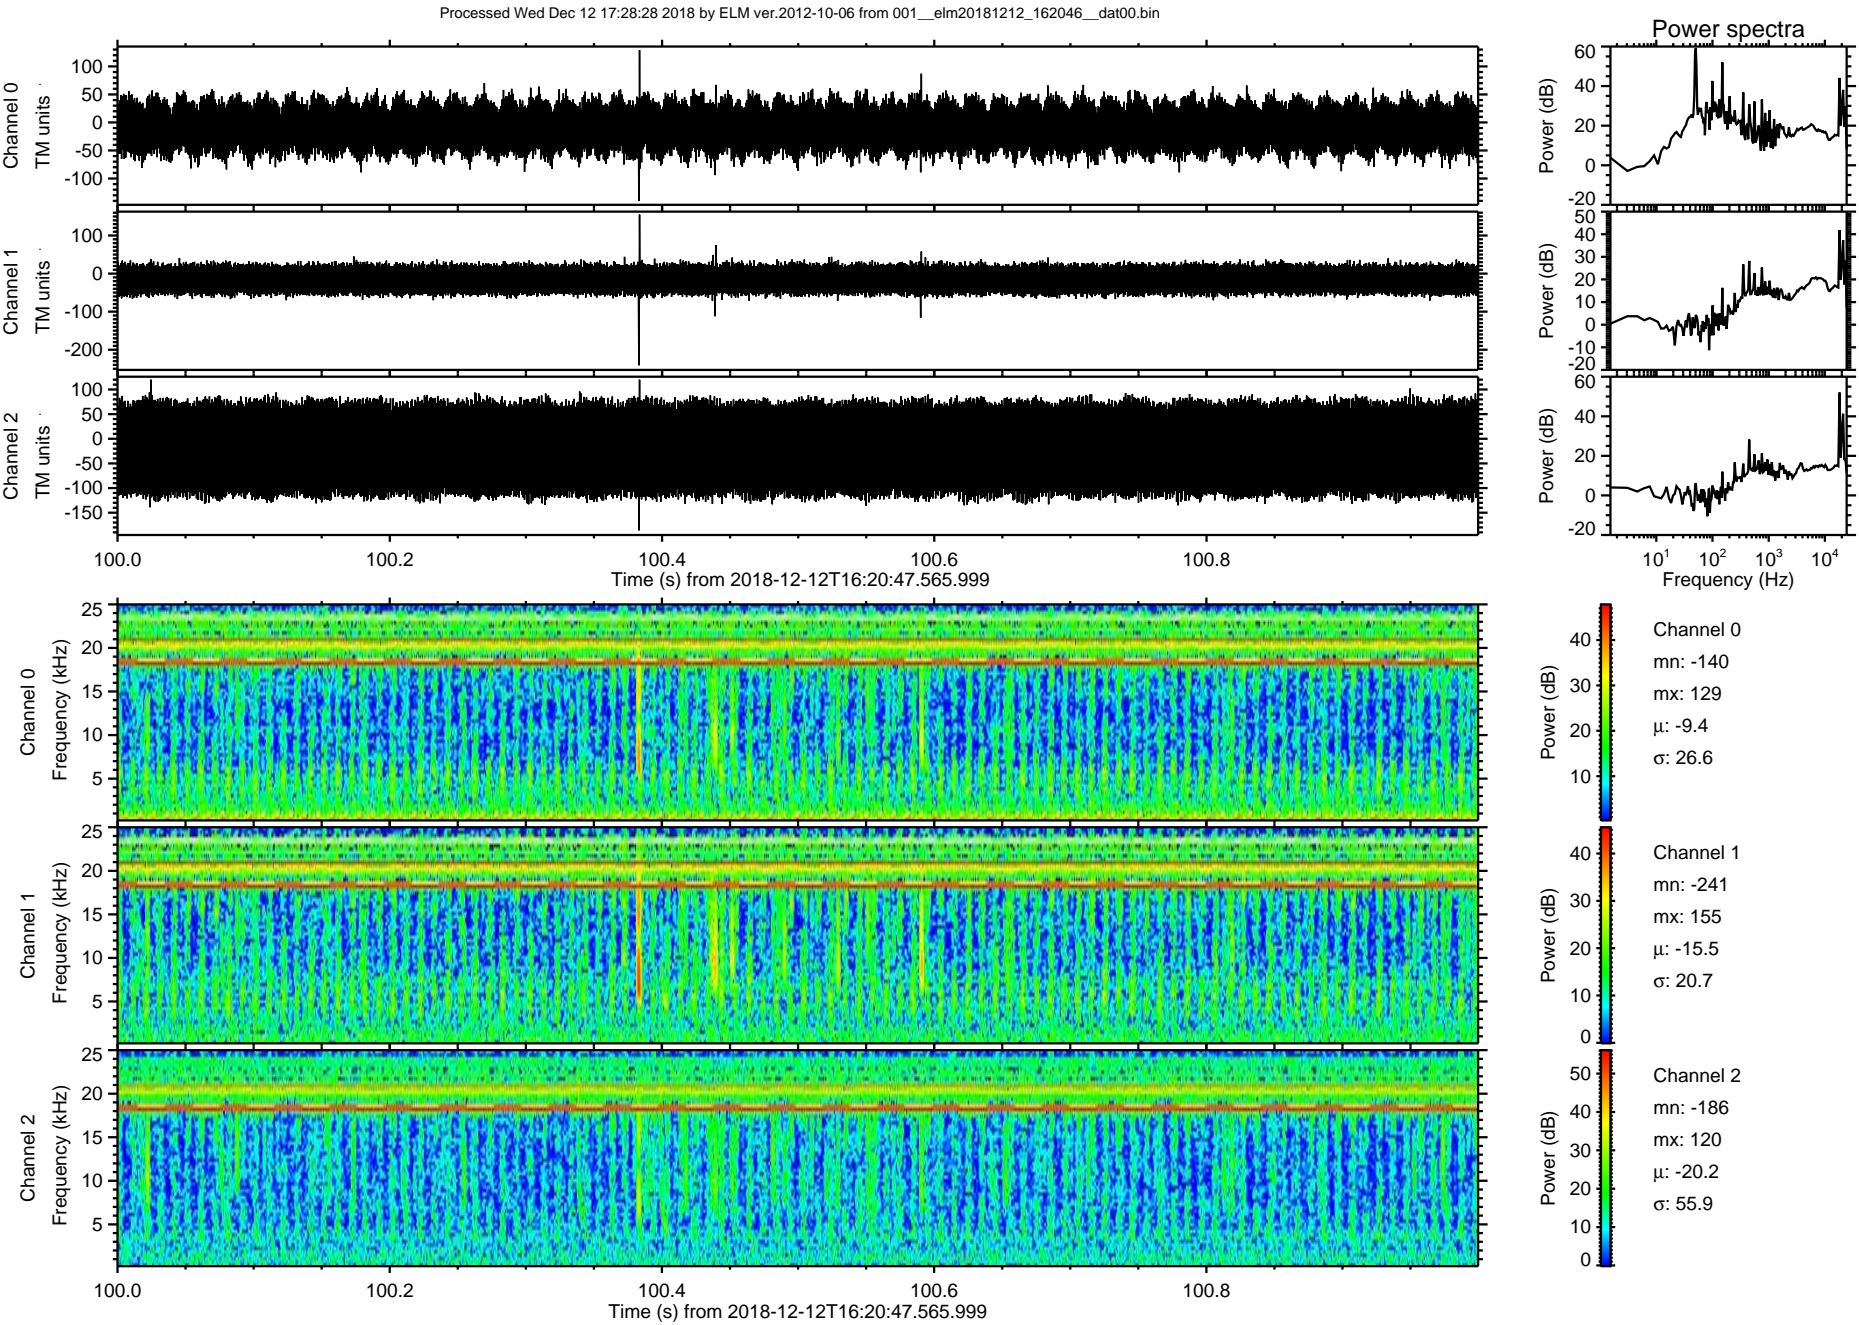 Processed Wed Dec 12 17:28:28 2018 by ELM ver.2012-10-06 from 001__elm20181212_162046__dat00.bin
Power spectra
Channel 0
TM units
100
50
0
-50
-100
Power (dB)
60
40
20
0
-20
Channel 1
TM units
100
0
-100
-200
Power (dB)
50
40
30
20
10
0
-10
-20
Channel 2
TM units
100
50
0
-50
-100
-150
Power (dB)
60
40
20
0
-20
100.0 100.2 100.4 100.6 100.8
Time (s) from 2018-12-12T16:20:47.565.999
10¹ 10² 10³ 10⁴
Frequency (Hz)
Channel 0
Frequency (kHz)
25
20
15
10
5
Power (dB)
40
30
20
10
Channel 0
mn: -140
mx: 129
μ: -9.4
σ: 26.6
Channel 1
Frequency (kHz)
25
20
15
10
5
Power (dB)
40
30
20
10
0
Channel 1
mn: -241
mx: 155
μ: -15.5
σ: 20.7
Channel 2
Frequency (kHz)
25
20
15
10
5
Power (dB)
50
40
30
20
10
0
Channel 2
mn: -186
mx: 120
μ: -20.2
σ: 55.9
100.0 100.2 100.4 100.6 100.8
Time (s) from 2018-12-12T16:20:47.565.999